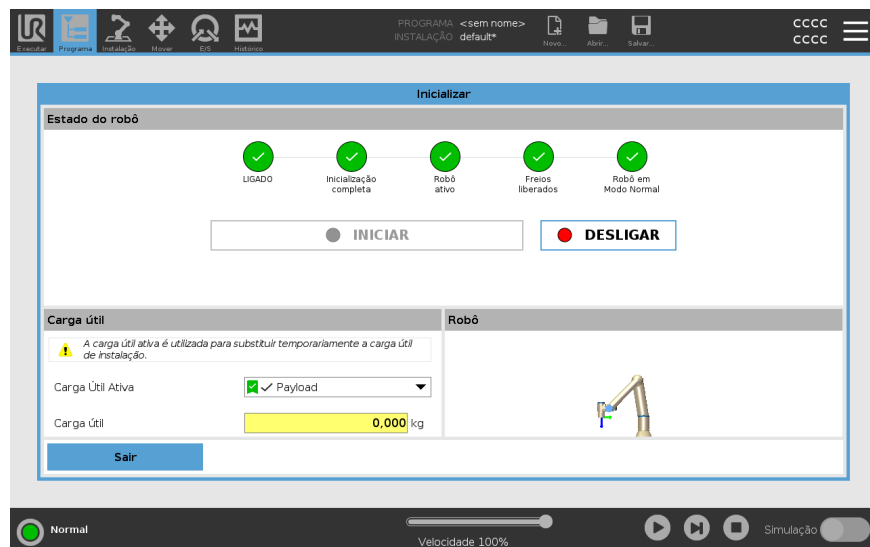 PROGRAMA <sem nome>
INSTALAÇÃO default*
CCCC
CCCC
Executar Programa Instalação Mover E/S Histórico Novo... Abrir... Salvar...
Inicializar
Estado do robô
LIGADO
Inicialização completa
Robô ativo
Freios liberados
Robô em Modo Normal
INICIAR
DESLIGAR
Carga útil
Robô
A carga útil ativa é utilizada para substituir temporariamente a carga útil
de instalação.
Carga Útil Ativa Payload
Carga útil 0,000 kg
Sair
Normal
Velocidade 100%
Simulação